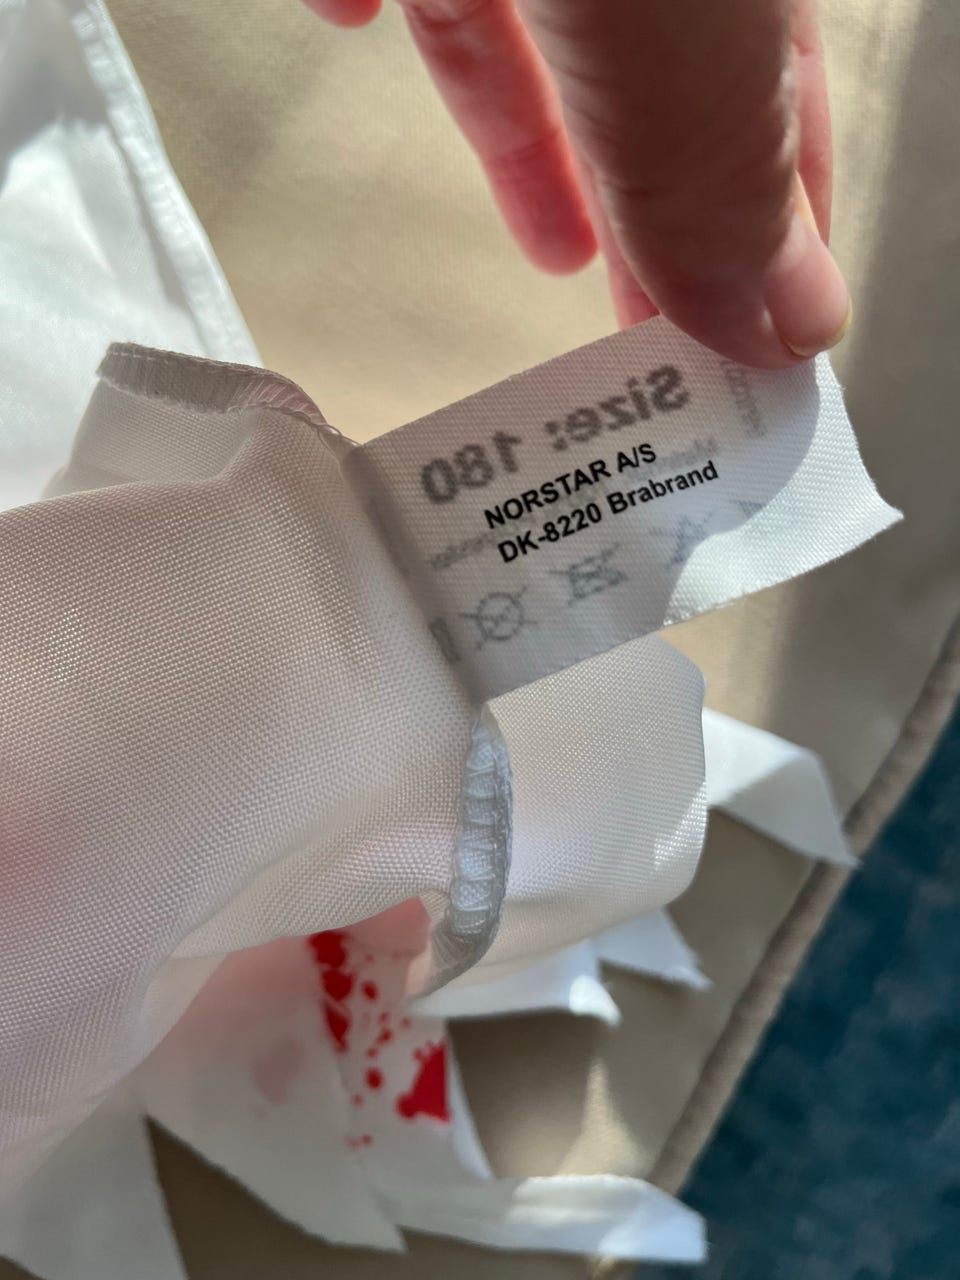 Size: 180
NORSTAR A/S
DK-8220 Brabrand